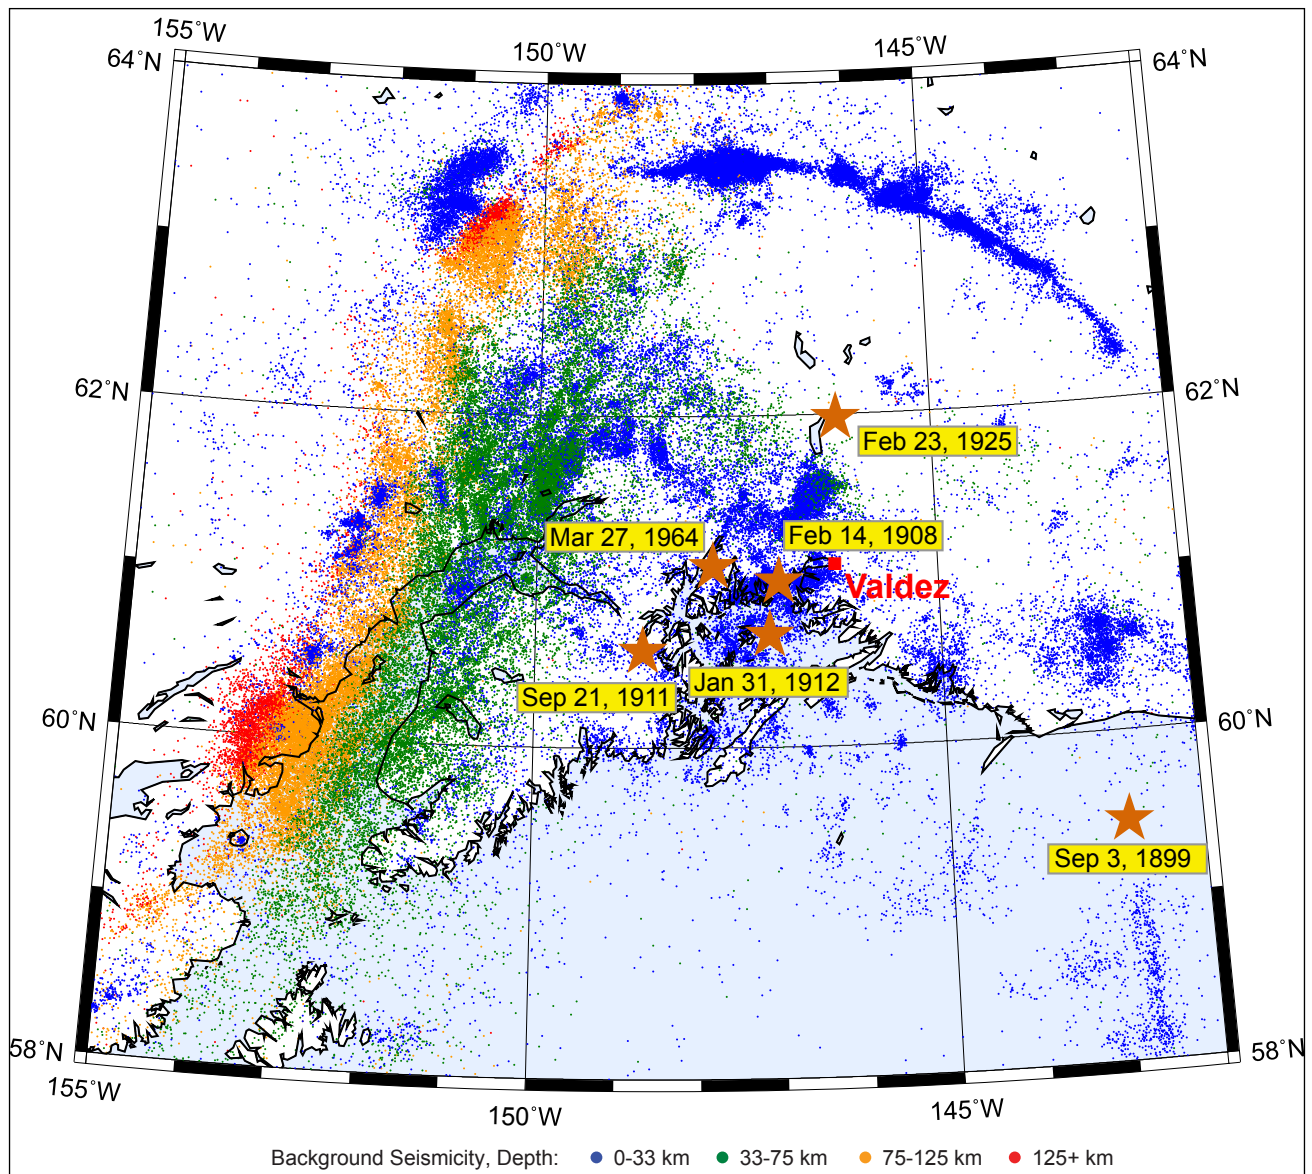 155˚W
150˚W
145˚W
64˚N
64˚N
62˚N
62˚N
Feb 23, 1925
Mar 27, 1964
Feb 14, 1908
Valdez
Sep 21, 1911
Jan 31, 1912
60˚N
60˚N
Sep 3, 1899
58˚N
58˚N
155˚W
150˚W
145˚W
Background Seismicity, Depth: 0-33 km 33-75 km 75-125 km 125+ km